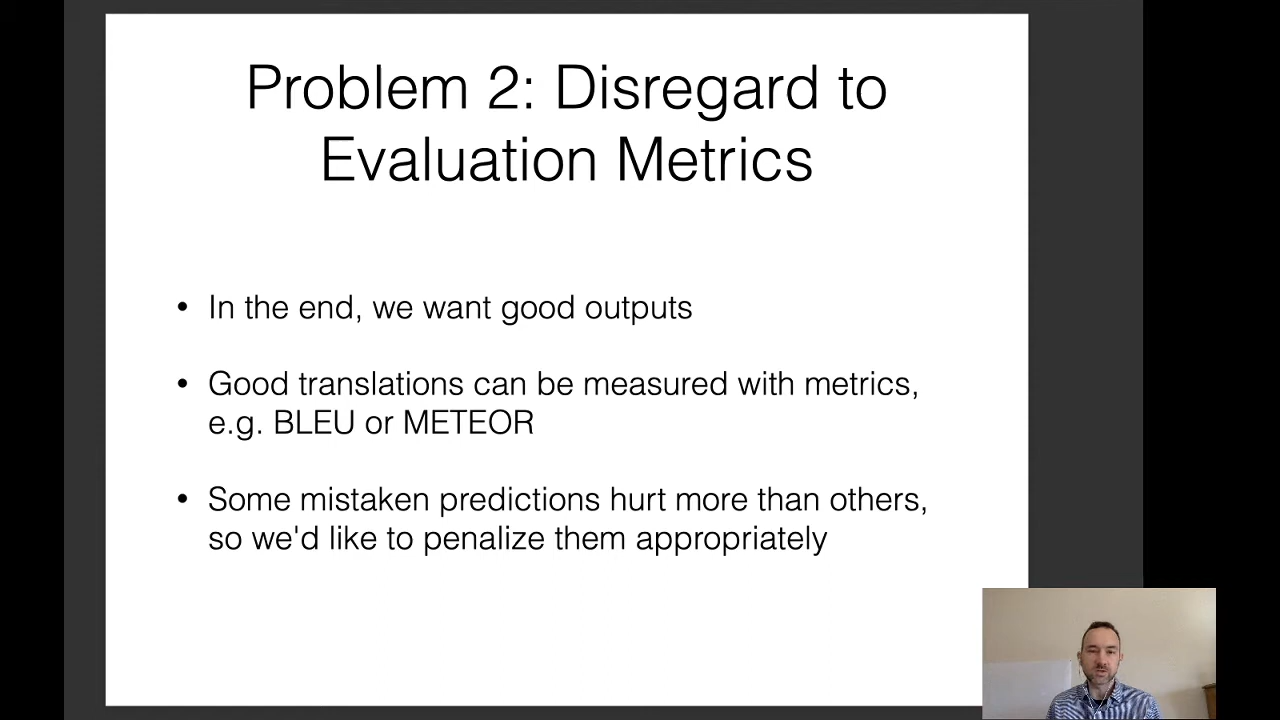 Problem 2: Disregard to
Evaluation Metrics
• In the end, we want good outputs
• Good translations can be measured with metrics,
e.g. BLEU or METEOR
• Some mistaken predictions hurt more than others,
so we'd like to penalize them appropriately